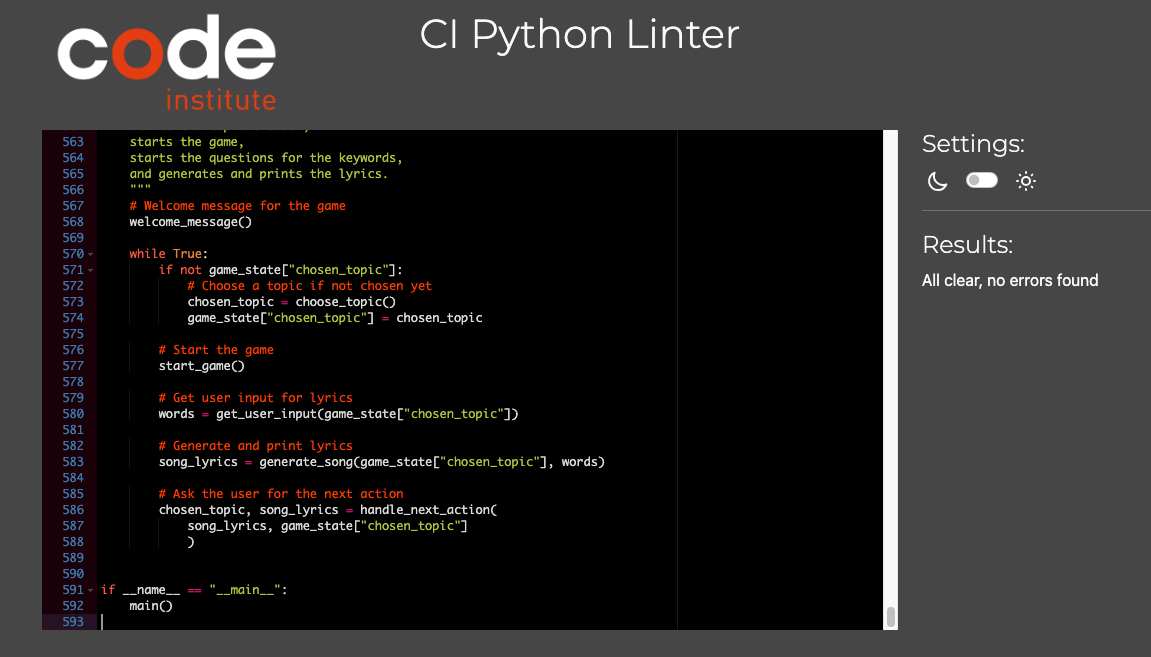 code
institute
CI Python Linter
563 starts the game,
564 starts the questions for the keywords,
565 and generates and prints the lyrics.
566 """
567 # Welcome message for the game
568 welcome_message()
569
570 while True:
571 if not game_state["chosen_topic"]:
572 # Choose a topic if not chosen yet
573 chosen_topic = choose_topic()
574 game_state["chosen_topic"] = chosen_topic
575
576 # Start the game
577 start_game()
578
579 # Get user input for lyrics
580 words = get_user_input(game_state["chosen_topic"])
581
582 # Generate and print lyrics
583 song_lyrics = generate_song(game_state["chosen_topic"], words)
584
585 # Ask the user for the next action
586 chosen_topic, song_lyrics = handle_next_action(
587 song_lyrics, game_state["chosen_topic"]
588 )
589
590
591 if __name__ == "__main__":
592 main()
593
Settings:
Results:
All clear, no errors found